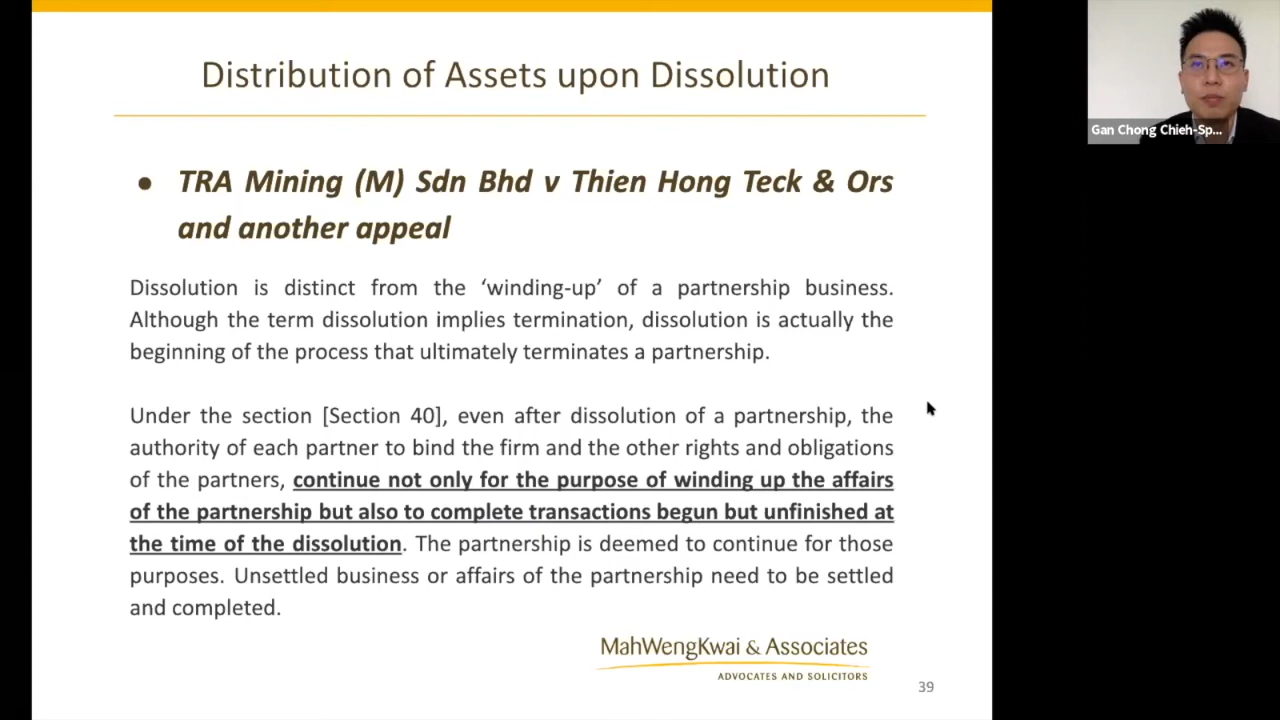 Distribution of Assets upon Dissolution
Gan Chong Chieh-Sp...
● TRA Mining (M) Sdn Bhd v Thien Hong Teck & Ors
and another appeal
Dissolution is distinct from the ‘winding-up’ of a partnership business.
Although the term dissolution implies termination, dissolution is actually the
beginning of the process that ultimately terminates a partnership.
Under the section [Section 40], even after dissolution of a partnership, the
authority of each partner to bind the firm and the other rights and obligations
of the partners, continue not only for the purpose of winding up the affairs
of the partnership but also to complete transactions begun but unfinished at
the time of the dissolution. The partnership is deemed to continue for those
purposes. Unsettled business or affairs of the partnership need to be settled
and completed.
MahWengKwai & Associates
ADVOCATES AND SOLICITORS
39